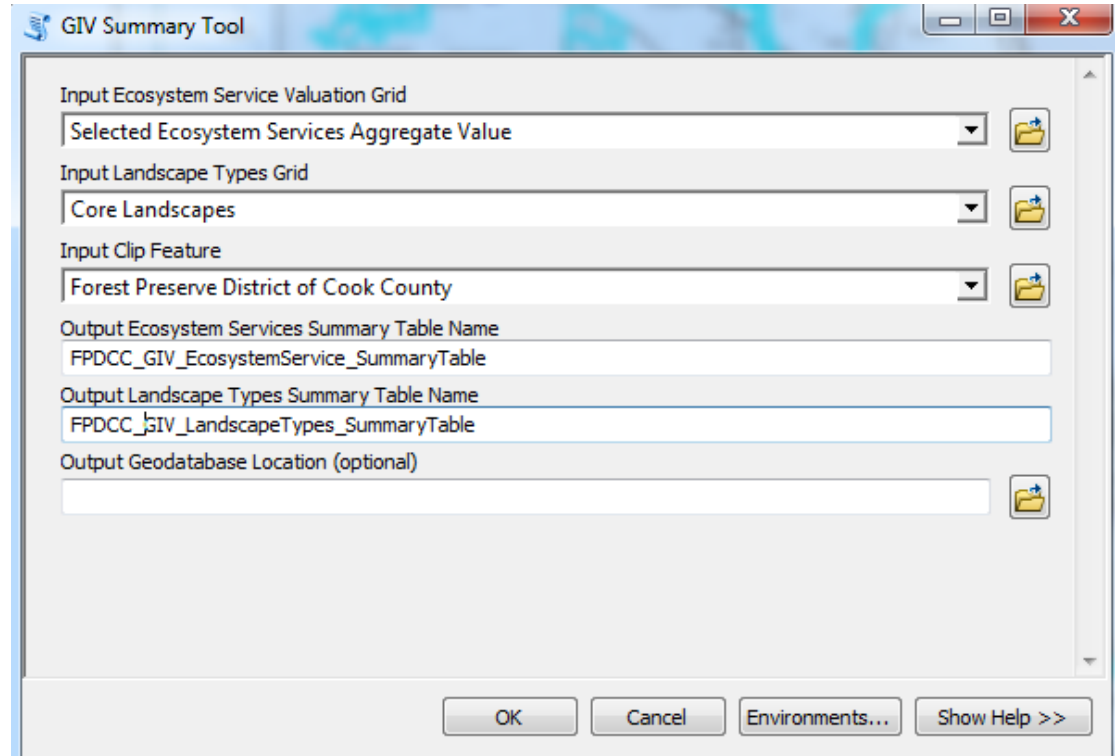 GIV Summary Tool
Input Ecosystem Service Valuation Grid
Selected Ecosystem Services Aggregate Value
Input Landscape Types Grid
Core Landscapes
Input Clip Feature
Forest Preserve District of Cook County
Output Ecosystem Services Summary Table Name
FPDCC_GIV_EcosystemService_SummaryTable
Output Landscape Types Summary Table Name
FPDCC_GIV_LandscapeTypes_SummaryTable
Output Geodatabase Location (optional)
OK Cancel Environments... Show Help >>